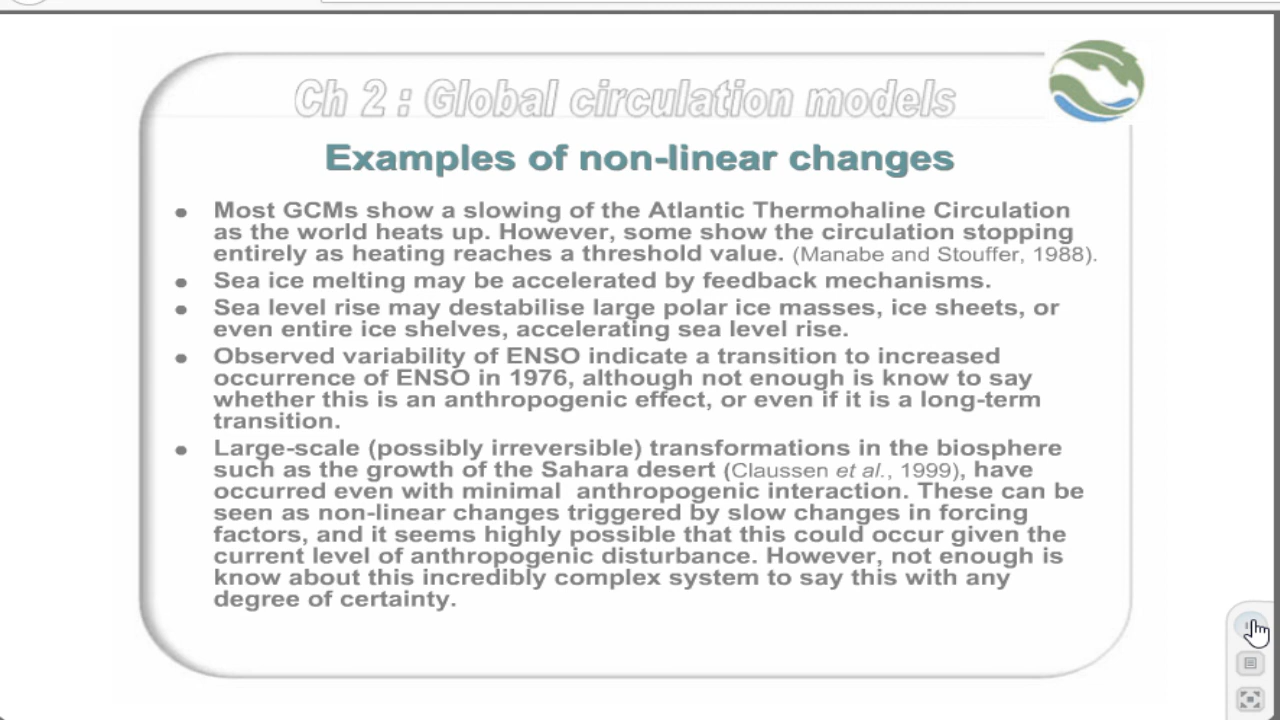 Ch 2 : Global circulation models
Examples of non-linear changes
• Most GCMs show a slowing of the Atlantic Thermohaline Circulation
as the world heats up. However, some show the circulation stopping
entirely as heating reaches a threshold value. (Manabe and Stouffer, 1988).
• Sea ice melting may be accelerated by feedback mechanisms.
• Sea level rise may destabilise large polar ice masses, ice sheets, or
even entire ice shelves, accelerating sea level rise.
• Observed variability of ENSO indicate a transition to increased
occurrence of ENSO in 1976, although not enough is know to say
whether this is an anthropogenic effect, or even if it is a long-term
transition.
• Large-scale (possibly irreversible) transformations in the biosphere
such as the growth of the Sahara desert (Claussen et al., 1999), have
occurred even with minimal anthropogenic interaction. These can be
seen as non-linear changes triggered by slow changes in forcing
factors, and it seems highly possible that this could occur given the
current level of anthropogenic disturbance. However, not enough is
know about this incredibly complex system to say this with any
degree of certainty.